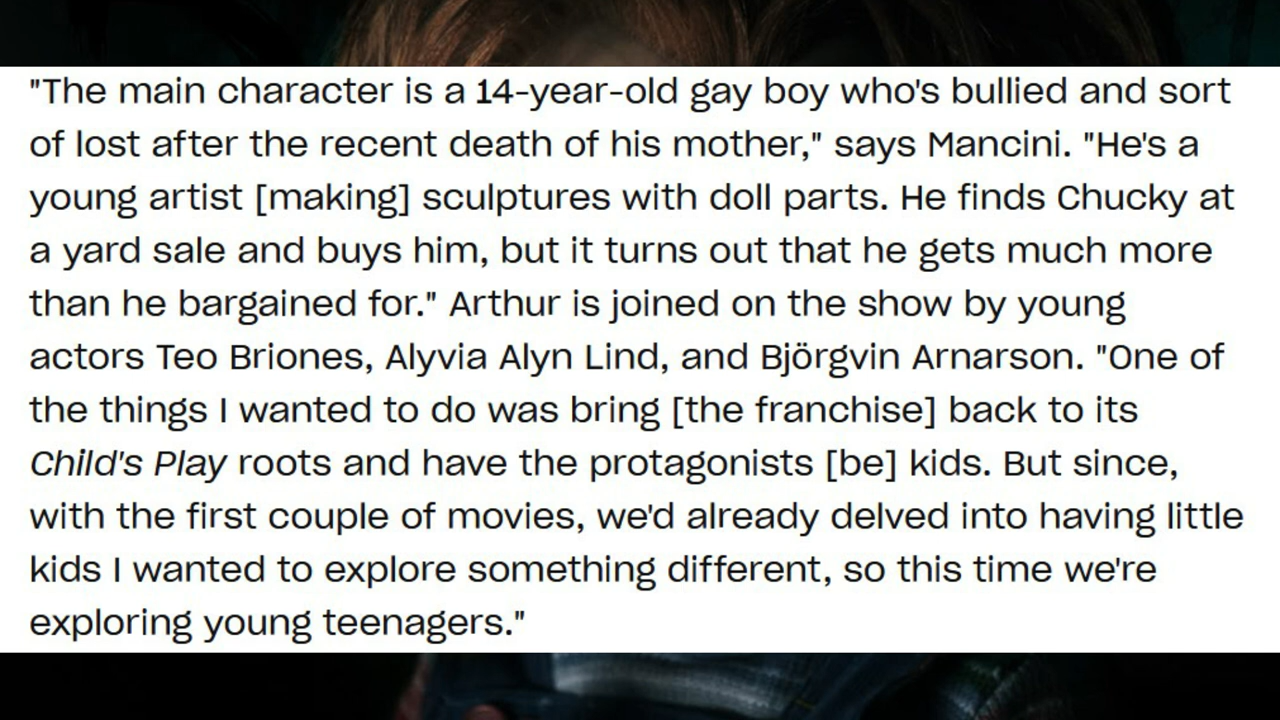 "The main character is a 14-year-old gay boy who's bullied and sort
of lost after the recent death of his mother," says Mancini. "He's a
young artist [making] sculptures with doll parts. He finds Chucky at
a yard sale and buys him, but it turns out that he gets much more
than he bargained for." Arthur is joined on the show by young
actors Teo Briones, Alyvia Alyn Lind, and Björgvin Arnarson. "One of
the things I wanted to do was bring [the franchise] back to its
Child's Play roots and have the protagonists [be] kids. But since,
with the first couple of movies, we'd already delved into having little
kids I wanted to explore something different, so this time we're
exploring young teenagers."